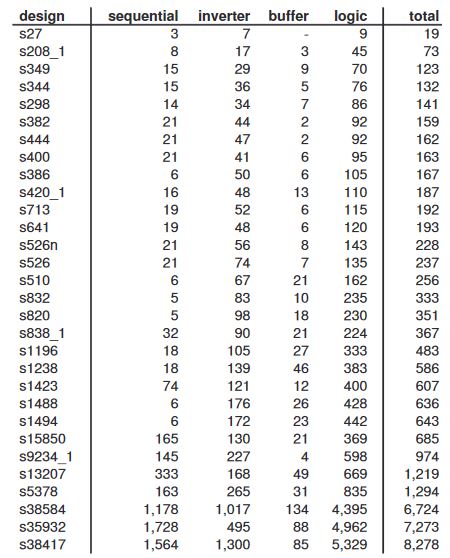 design sequential inverter buffer logic total
s27 3 7 - 9 19
s208_1 8 17 3 45 73
s349 15 29 9 70 123
s344 15 36 5 76 132
s298 14 34 7 86 141
s382 21 44 2 92 159
s444 21 47 2 92 162
s400 21 41 6 95 163
s386 6 50 6 105 167
s420_1 16 48 13 110 187
s713 19 52 6 115 192
s641 19 48 6 120 193
s526n 21 56 8 143 228
s526 21 74 7 135 237
s510 6 67 21 162 256
s832 5 83 10 235 333
s820 5 98 18 230 351
s838_1 32 90 21 224 367
s1196 18 105 27 333 483
s1238 18 139 46 383 586
s1423 74 121 12 400 607
s1488 6 176 26 428 636
s1494 6 172 23 442 643
s15850 165 130 21 369 685
s9234_1 145 227 4 598 974
s13207 333 168 49 669 1,219
s5378 163 265 31 835 1,294
s38584 1,178 1,017 134 4,395 6,724
s35932 1,728 495 88 4,962 7,273
s38417 1,564 1,300 85 5,329 8,278